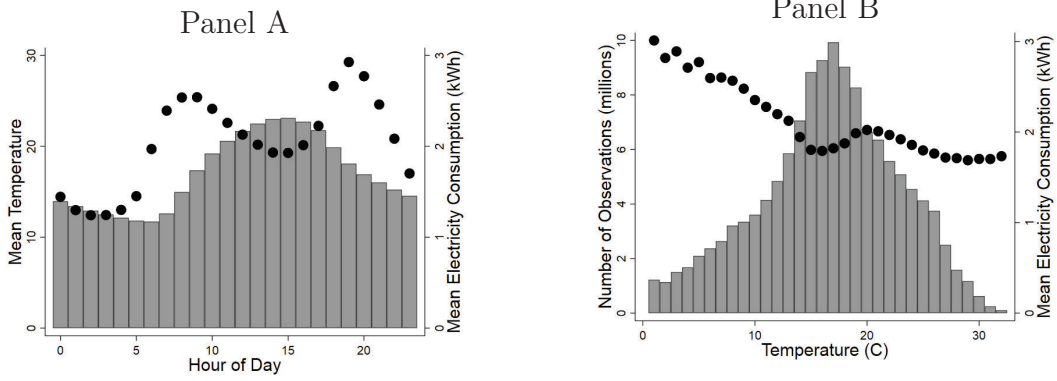 Panel A
Mean Temperature
0 10 20 30
0 5 10 15 20
Hour of Day
0 1 2 3
Mean Electricity Consumption (kWh)
Panel B
Number of Observations (millions)
0 2 4 6 8 10
0 10 20 30
Temperature (C)
0 1 2 3
Mean Electricity Consumption (kWh)